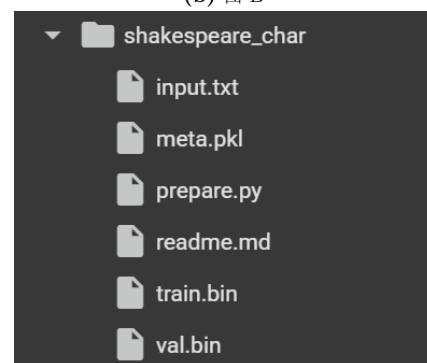 shakespeare_char
input.txt
meta.pkl
prepare.py
readme.md
train.bin
val.bin